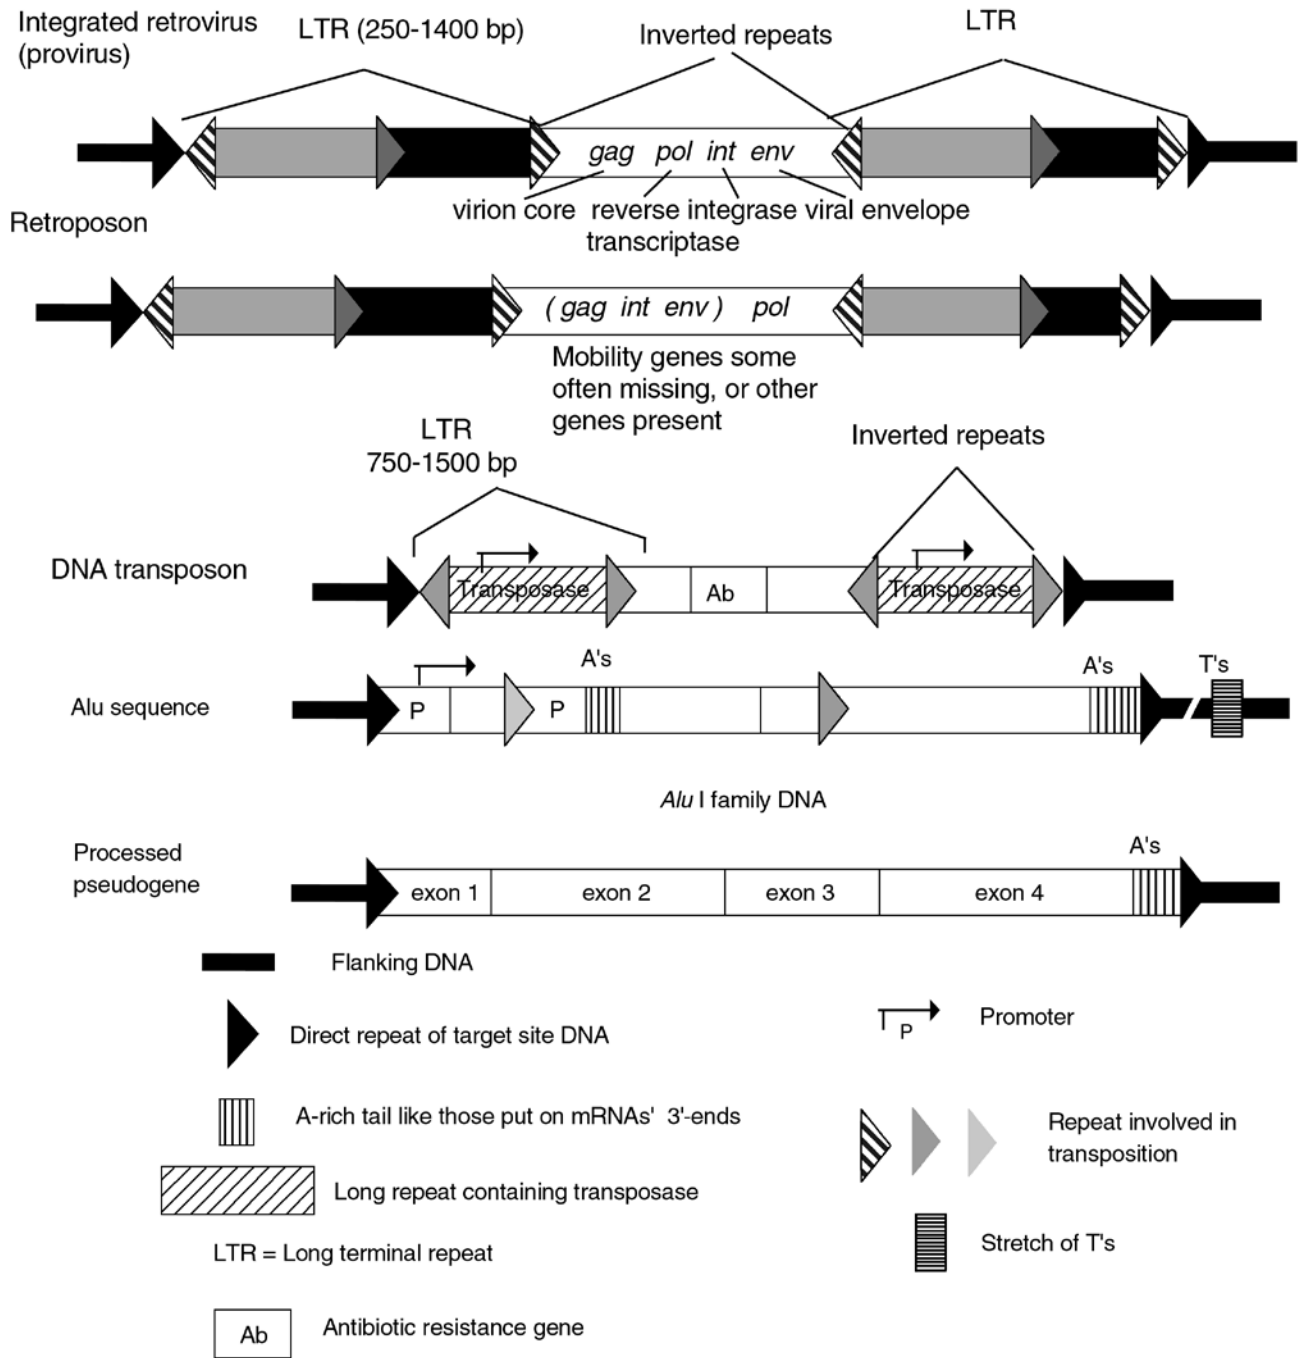 Integrated retrovirus
(provirus)
LTR (250-1400 bp)
Inverted repeats
LTR
gag pol int env
virion core reverse integrase viral envelope
transcriptase
Retroposon
(gag int env) pol
Mobility genes some
often missing, or other
genes present
LTR
750-1500 bp
Inverted repeats
DNA transposon
Transposase
Ab
Transposase
Alu sequence
P
P
A's
A's
T's
Alu I family DNA
Processed
pseudogene
exon 1
exon 2
exon 3
exon 4
A's
Flanking DNA
Direct repeat of target site DNA
P
Promoter
A-rich tail like those put on mRNAs' 3'-ends
Repeat involved in
transposition
Long repeat containing transposase
LTR = Long terminal repeat
Stretch of T's
Ab
Antibiotic resistance gene